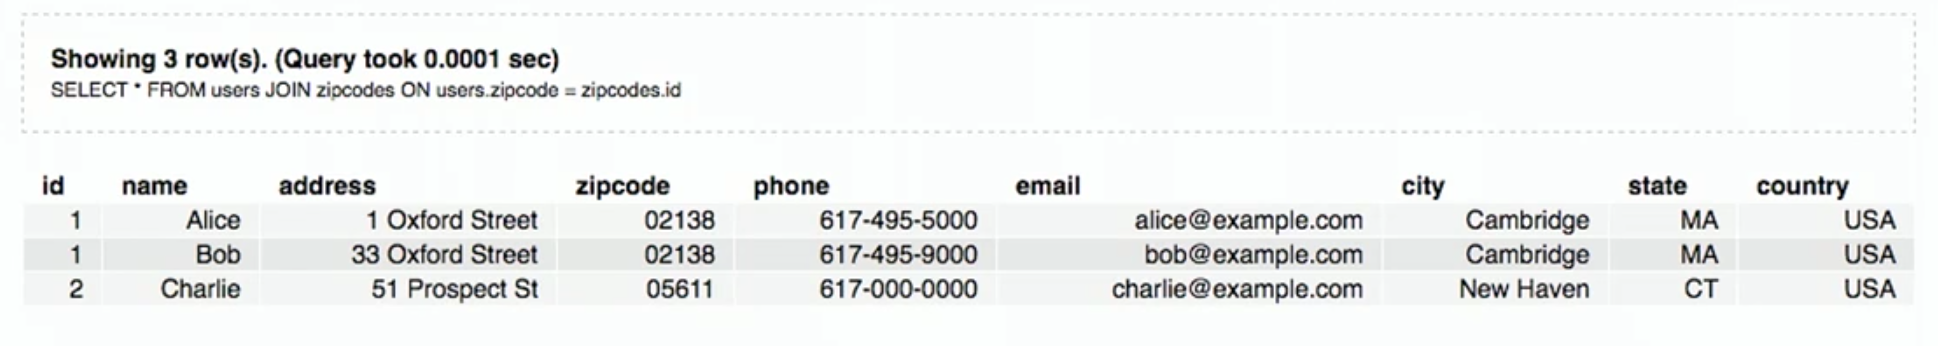 Showing 3 row(s). (Query took 0.0001 sec)
SELECT * FROM users JOIN zipcodes ON users.zipcode = zipcodes.id
id name address zipcode phone email city state country
1 Alice 1 Oxford Street 02138 617-495-5000 alice@example.com Cambridge MA USA
1 Bob 33 Oxford Street 02138 617-495-9000 bob@example.com Cambridge MA USA
2 Charlie 51 Prospect St 05611 617-000-0000 charlie@example.com New Haven CT USA